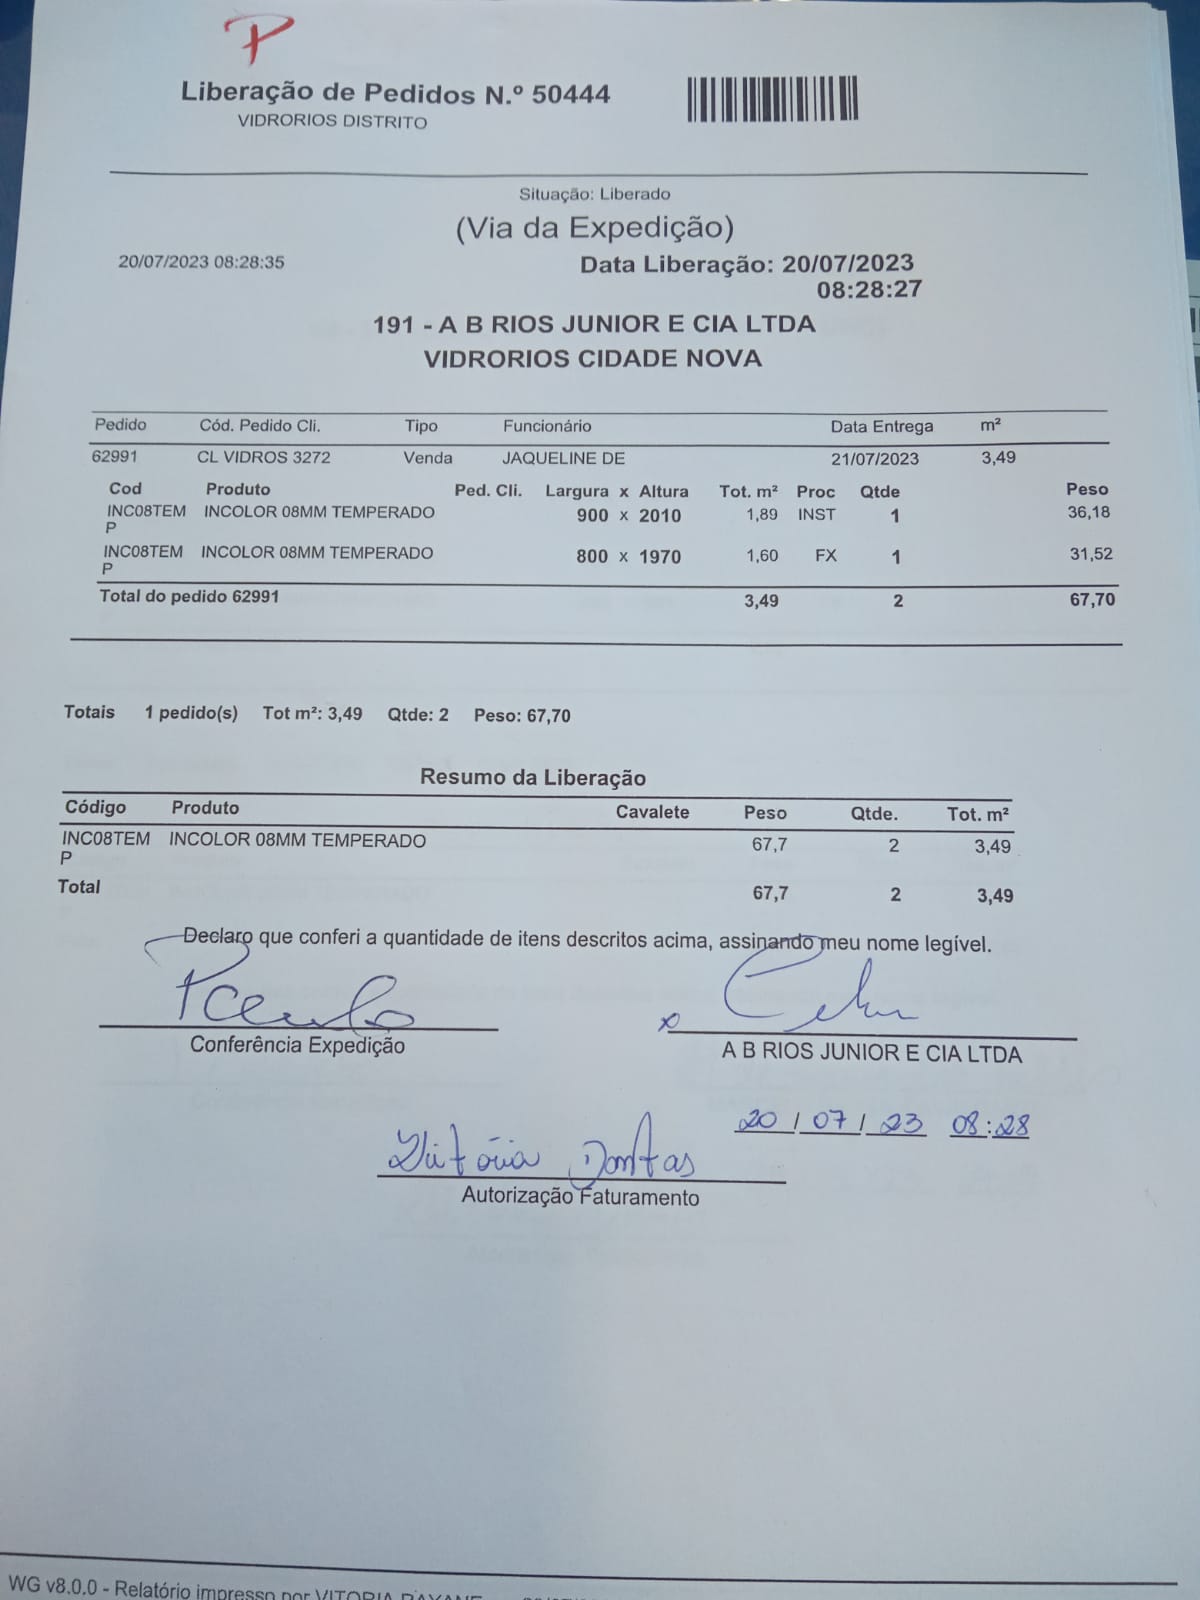 P
Liberação de Pedidos N.º 50444
VIDRORIOS DISTRITO
Situação: Liberado
(Via da Expedição)
20/07/2023 08:28:35 Data Liberação: 20/07/2023
08:28:27
191 - A B RIOS JUNIOR E CIA LTDA
VIDRORIOS CIDADE NOVA
Pedido Cód. Pedido Cli. Tipo Funcionário Data Entrega m²
62991 CL VIDROS 3272 Venda JAQUELINE DE 21/07/2023 3,49
Cod Produto Ped. Cli. Largura x Altura Tot. m² Proc Qtde Peso
INC08TEM INCOLOR 08MM TEMPERADO 900 x 2010 1,89 INST 1 36,18
P
INC08TEM INCOLOR 08MM TEMPERADO 800 x 1970 1,60 FX 1 31,52
P
Total do pedido 62991 3,49 2 67,70
Totais 1 pedido(s) Tot m²: 3,49 Qtde: 2 Peso: 67,70
Resumo da Liberação
Código Produto Cavalete Peso Qtde. Tot. m²
INC08TEM INCOLOR 08MM TEMPERADO 67,7 2 3,49
P
Total 67,7 2 3,49
Declaro que conferi a quantidade de itens descritos acima, assinando meu nome legível.
x
Conferência Expedição A B RIOS JUNIOR E CIA LTDA
20/07/23 08:28
Vitória Dantas
Autorização Faturamento
WG v8.0.0 - Relatório impresso por VITORIA RAYANE